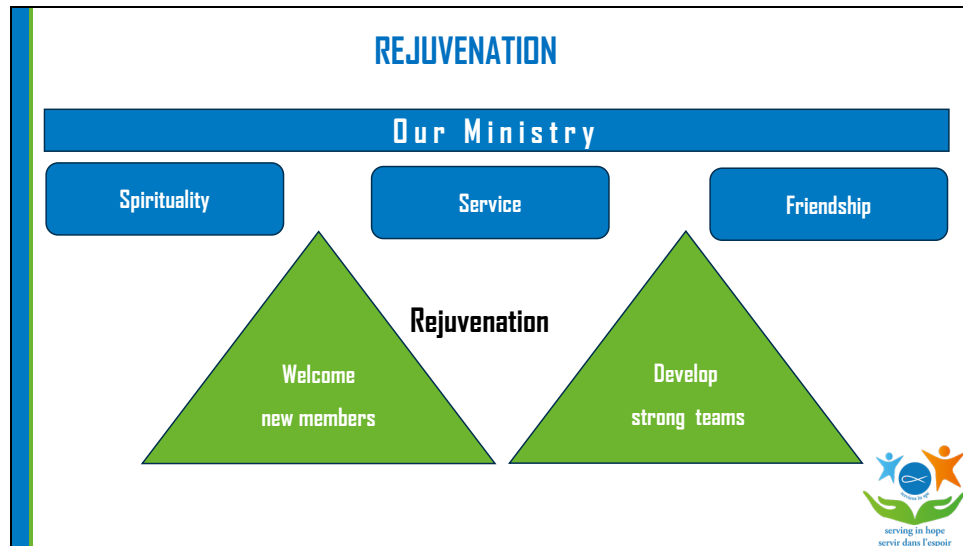 REJUVENATION
Our Ministry
Spirituality
Service
Friendship
Rejuvenation
Welcome
new members
Develop
strong teams
serving in hope
servir dans l'espoir